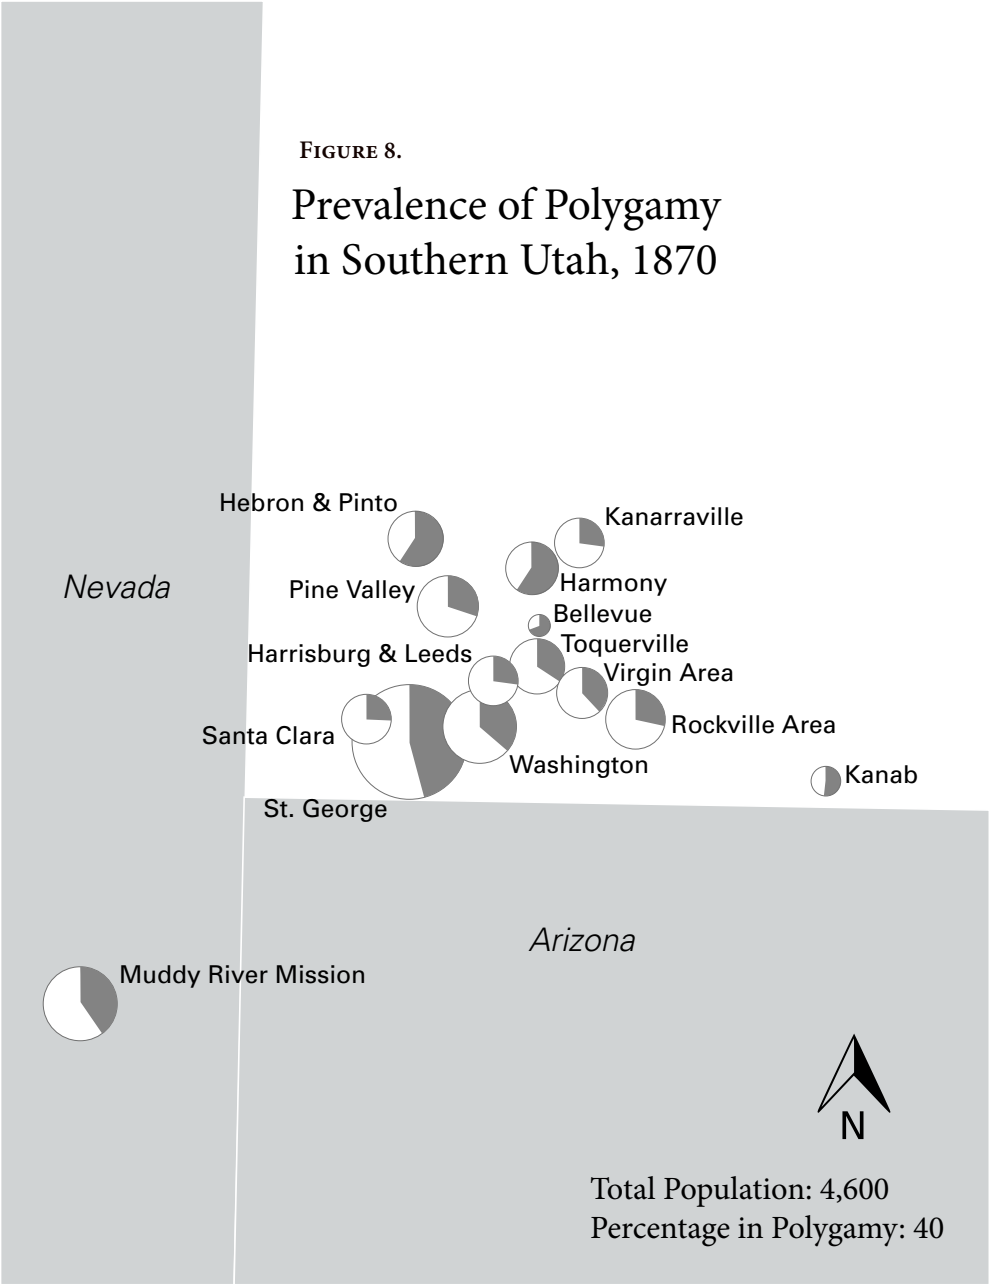 Figure 8.
Prevalence of Polygamy
in Southern Utah, 1870
Hebron & Pinto
Kanarraville
Nevada
Pine Valley
Harmony
Bellevue
Toquerville
Harrisburg & Leeds
Virgin Area
Rockville Area
Santa Clara
Washington
Kanab
St. George
Arizona
Muddy River Mission
N
Total Population: 4,600
Percentage in Polygamy: 40